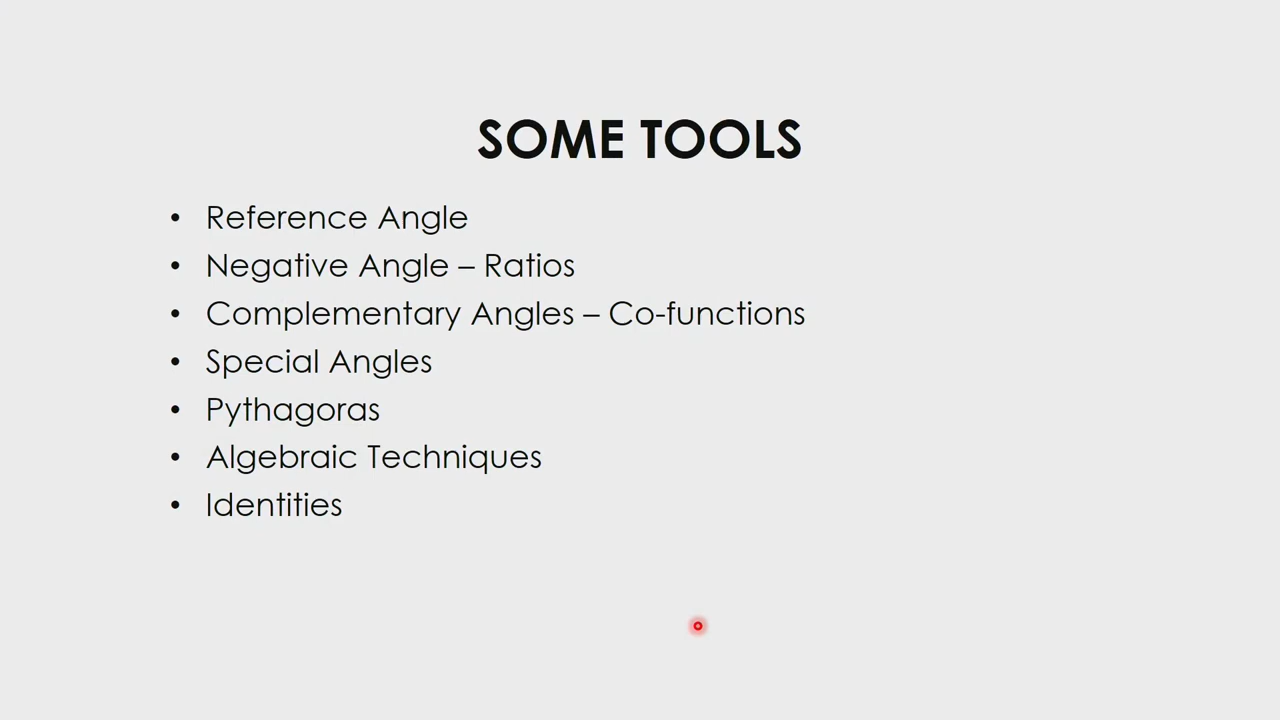 SOME TOOLS
• Reference Angle
• Negative Angle – Ratios
• Complementary Angles – Co-functions
• Special Angles
• Pythagoras
• Algebraic Techniques
• Identities